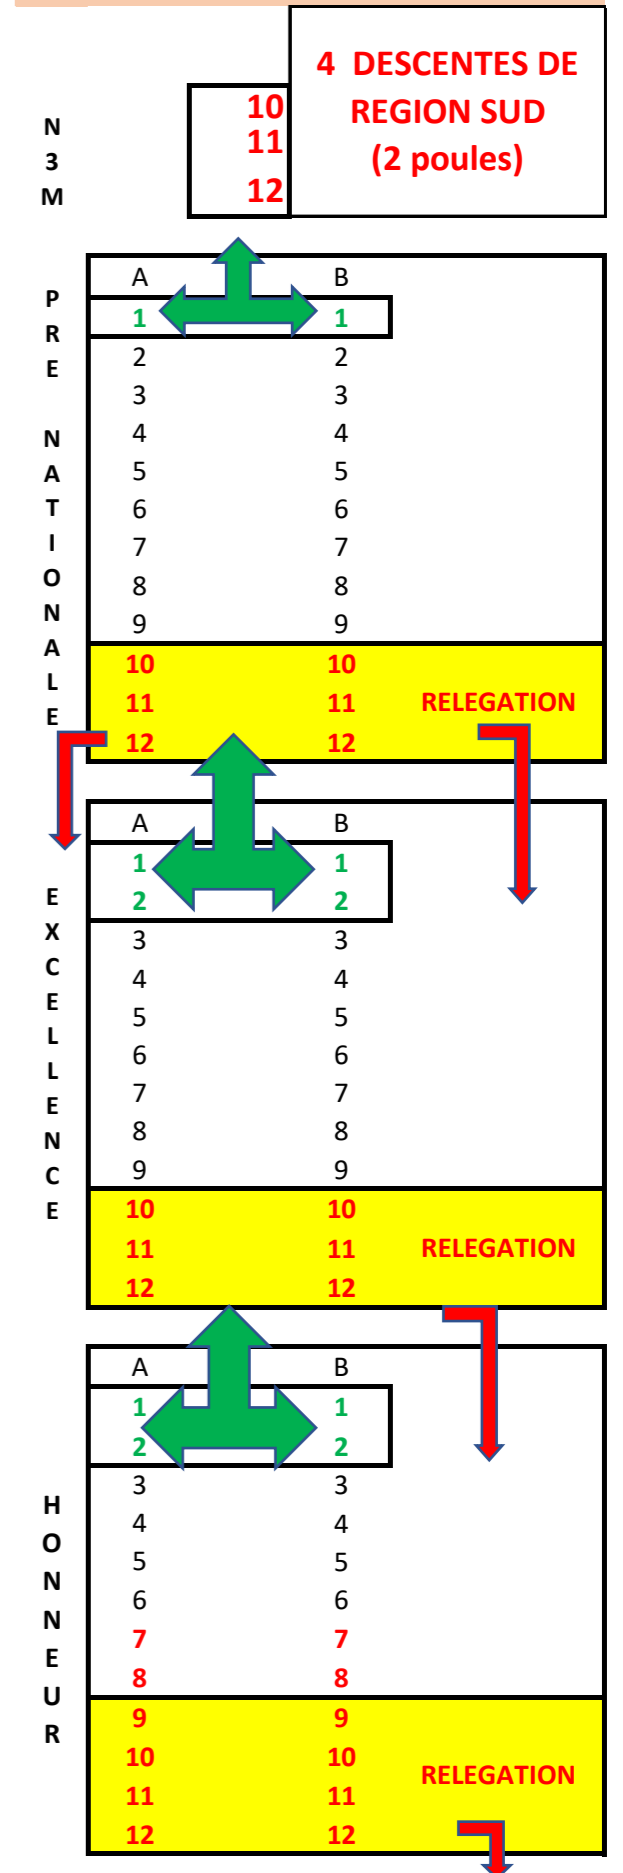 4 DESCENTES DE
REGION SUD
(2 poules)
N3M
10
11
12
PRE NATIONALE
A B
1 1
2 2
3 3
4 4
5 5
6 6
7 7
8 8
9 9
10 10
11 11 RELEGATION
12 12
EXCELLENCE
A B
1 1
2 2
3 3
4 4
5 5
6 6
7 7
8 8
9 9
10 10
11 11 RELEGATION
12 12
HONNEUR
A B
1 1
2 2
3 3
4 4
5 5
6 6
7 7
8 8
9 9
10 10
RELEGATION
11 11
12 12